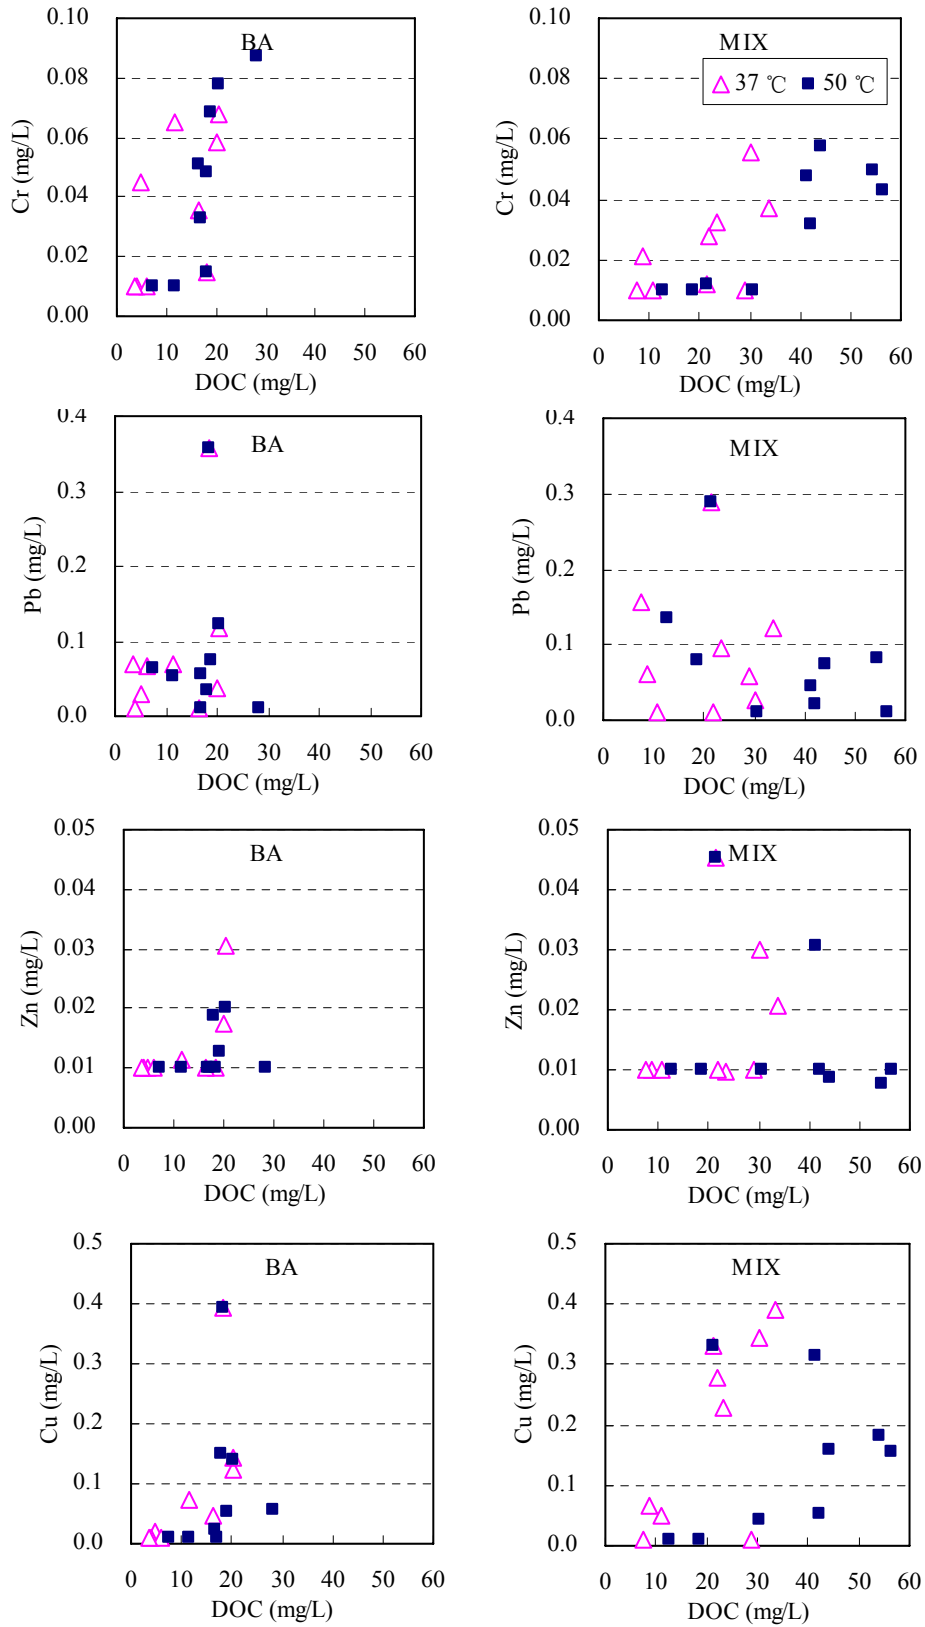 BA
Cr (mg/L)
0.10
0.08
0.06
0.04
0.02
0.00
0 10 20 30 40 50 60
DOC (mg/L)
MIX
37 ℃ 50 ℃
Cr (mg/L)
0.10
0.08
0.06
0.04
0.02
0.00
0 10 20 30 40 50 60
DOC (mg/L)
BA
Pb (mg/L)
0.4
0.3
0.2
0.1
0.0
0 10 20 30 40 50 60
DOC (mg/L)
MIX
Pb (mg/L)
0.4
0.3
0.2
0.1
0.0
0 10 20 30 40 50 60
DOC (mg/L)
BA
Zn (mg/L)
0.05
0.04
0.03
0.02
0.01
0.00
0 10 20 30 40 50 60
DOC (mg/L)
MIX
Zn (mg/L)
0.05
0.04
0.03
0.02
0.01
0.00
0 10 20 30 40 50 60
DOC (mg/L)
BA
Cu (mg/L)
0.5
0.4
0.3
0.2
0.1
0.0
0 10 20 30 40 50 60
DOC (mg/L)
MIX
Cu (mg/L)
0.5
0.4
0.3
0.2
0.1
0.0
0 10 20 30 40 50 60
DOC (mg/L)